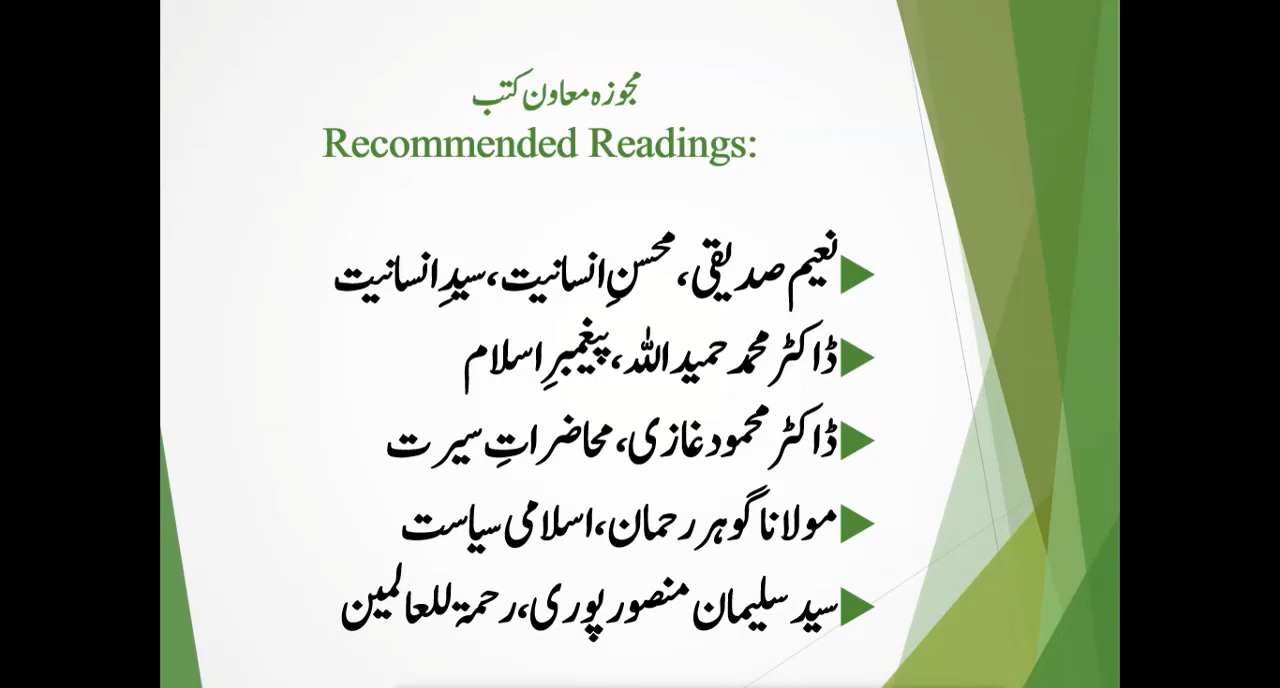 مجوزہ معاون کتب
Recommended Readings:
نعیم صدیقی، محسنِ انسانیت، سیدِ انسانیت
ڈاکٹر محمد حمید اللہ، پیغمبرِ اسلام
ڈاکٹر محمود غازی، محاضراتِ سیرت
مولانا گوہر رحمان، اسلامی سیاست
سید سلیمان منصور پوری، رحمۃ للعالمین